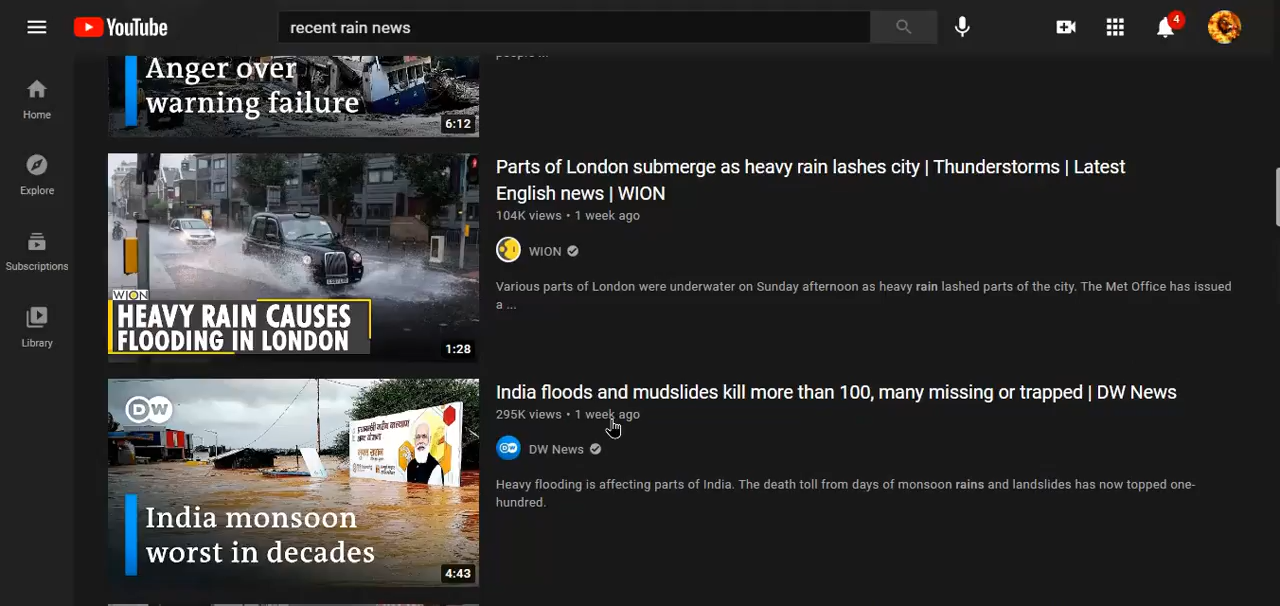 YouTube
recent rain news
4
Home
Explore
Subscriptions
Library
Anger over
warning failure
6:12
Parts of London submerge as heavy rain lashes city | Thunderstorms | Latest
English news | WION
104K views • 1 week ago
WION
Various parts of London were underwater on Sunday afternoon as heavy rain lashed parts of the city. The Met Office has issued
a ...
WION
HEAVY RAIN CAUSES
FLOODING IN LONDON
1:28
India floods and mudslides kill more than 100, many missing or trapped | DW News
295K views • 1 week ago
DW News
Heavy flooding is affecting parts of India. The death toll from days of monsoon rains and landslides has now topped one-
hundred.
DW
India monsoon
worst in decades
4:43